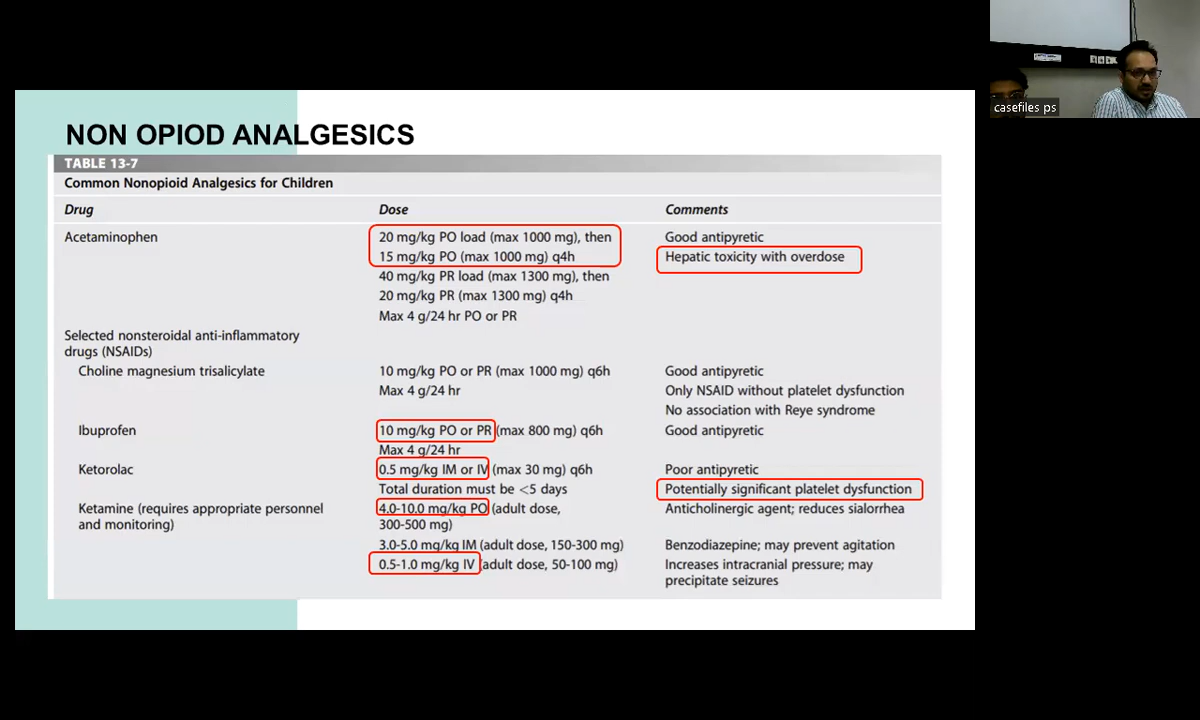 casefiles ps
NON OPIOD ANALGESICS
TABLE 13-7
Common Nonopioid Analgesics for Children
Drug Dose Comments
Acetaminophen 20 mg/kg PO load (max 1000 mg), then Good antipyretic
15 mg/kg PO (max 1000 mg) q4h Hepatic toxicity with overdose
40 mg/kg PR load (max 1300 mg), then
20 mg/kg PR (max 1300 mg) q4h
Max 4 g/24 hr PO or PR
Selected nonsteroidal anti-inflammatory
drugs (NSAIDs)
Choline magnesium trisalicylate 10 mg/kg PO or PR (max 1000 mg) q6h Good antipyretic
Max 4 g/24 hr Only NSAID without platelet dysfunction
No association with Reye syndrome
Ibuprofen 10 mg/kg PO or PR (max 800 mg) q6h Good antipyretic
Max 4 g/24 hr
Ketorolac 0.5 mg/kg IM or IV (max 30 mg) q6h Poor antipyretic
Total duration must be <5 days Potentially significant platelet dysfunction
Ketamine (requires appropriate personnel 4.0-10.0 mg/kg PO (adult dose, Anticholinergic agent; reduces sialorrhea
and monitoring) 300-500 mg)
3.0-5.0 mg/kg IM (adult dose, 150-300 mg) Benzodiazepine; may prevent agitation
0.5-1.0 mg/kg IV (adult dose, 50-100 mg) Increases intracranial pressure; may
precipitate seizures